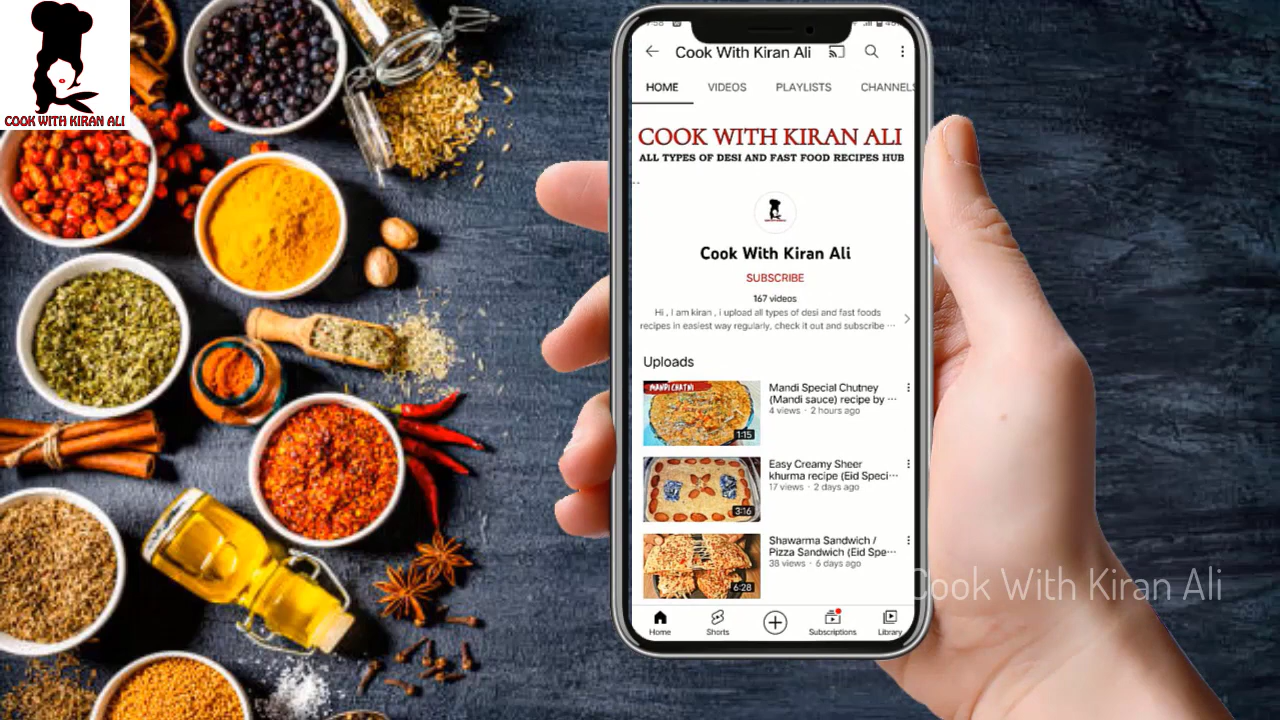 COOK WITH KIRAN ALI
Cook With Kiran Ali
HOME VIDEOS PLAYLISTS CHANNELS
COOK WITH KIRAN ALI
ALL TYPES OF DESI AND FAST FOOD RECIPES HUB
Cook With Kiran Ali
SUBSCRIBE
167 videos
Hi , I am kiran , i upload all types of desi and fast foods
recipes in easiest way regularly, check it out and subscribe ...
Uploads
MANDI CHATNI
1:15
Mandi Special Chutney
(Mandi sauce) recipe by ...
4 views · 2 hours ago
3:16
Easy Creamy Sheer
khurma recipe (Eid Speci...
17 views · 2 days ago
6:28
Shawarma Sandwich /
Pizza Sandwich (Eid Spe...
38 views · 6 days ago
Home Shorts Subscriptions Library
Cook With Kiran Ali